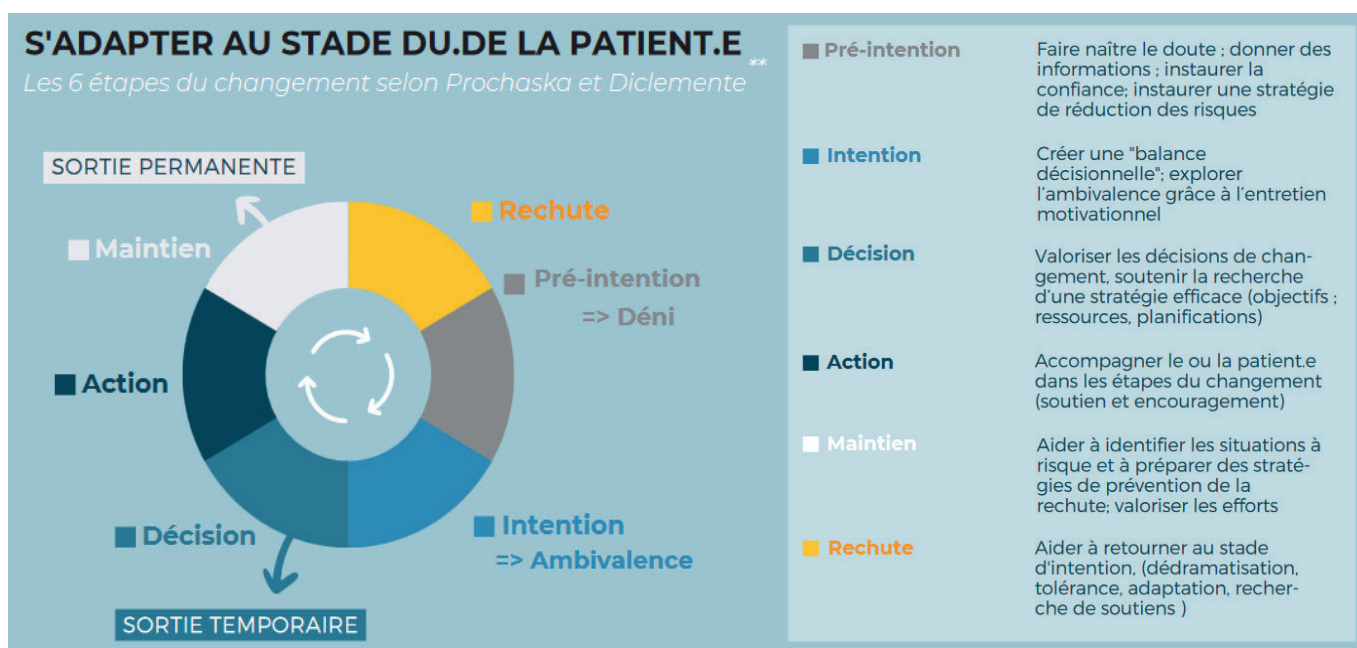 S'ADAPTER AU STADE DU.DE LA PATIENT.E
Les 6 étapes du changement selon Prochaska et Diclemente**
SORTIE PERMANENTE
Rechute
Maintien
Pré-intention
=> Déni
Action
Intention
=> Ambivalence
Décision
SORTIE TEMPORAIRE
Pré-intention
Faire naître le doute ; donner des
informations ; instaurer la
confiance; instaurer une stratégie
de réduction des risques
Intention
Créer une "balance
décisionnelle"; explorer
l'ambivalence grâce à l'entretien
motivationnel
Décision
Valoriser les décisions de chan-
gement, soutenir la recherche
d'une stratégie efficace (objectifs ;
ressources, planifications)
Action
Accompagner le ou la patient.e
dans les étapes du changement
(soutien et encouragement)
Maintien
Aider à identifier les situations à
risque et à préparer des straté-
gies de prévention de la
rechute; valoriser les efforts
Rechute
Aider à retourner au stade
d'intention, (dédramatisation,
tolérance, adaptation, recher-
che de soutiens )